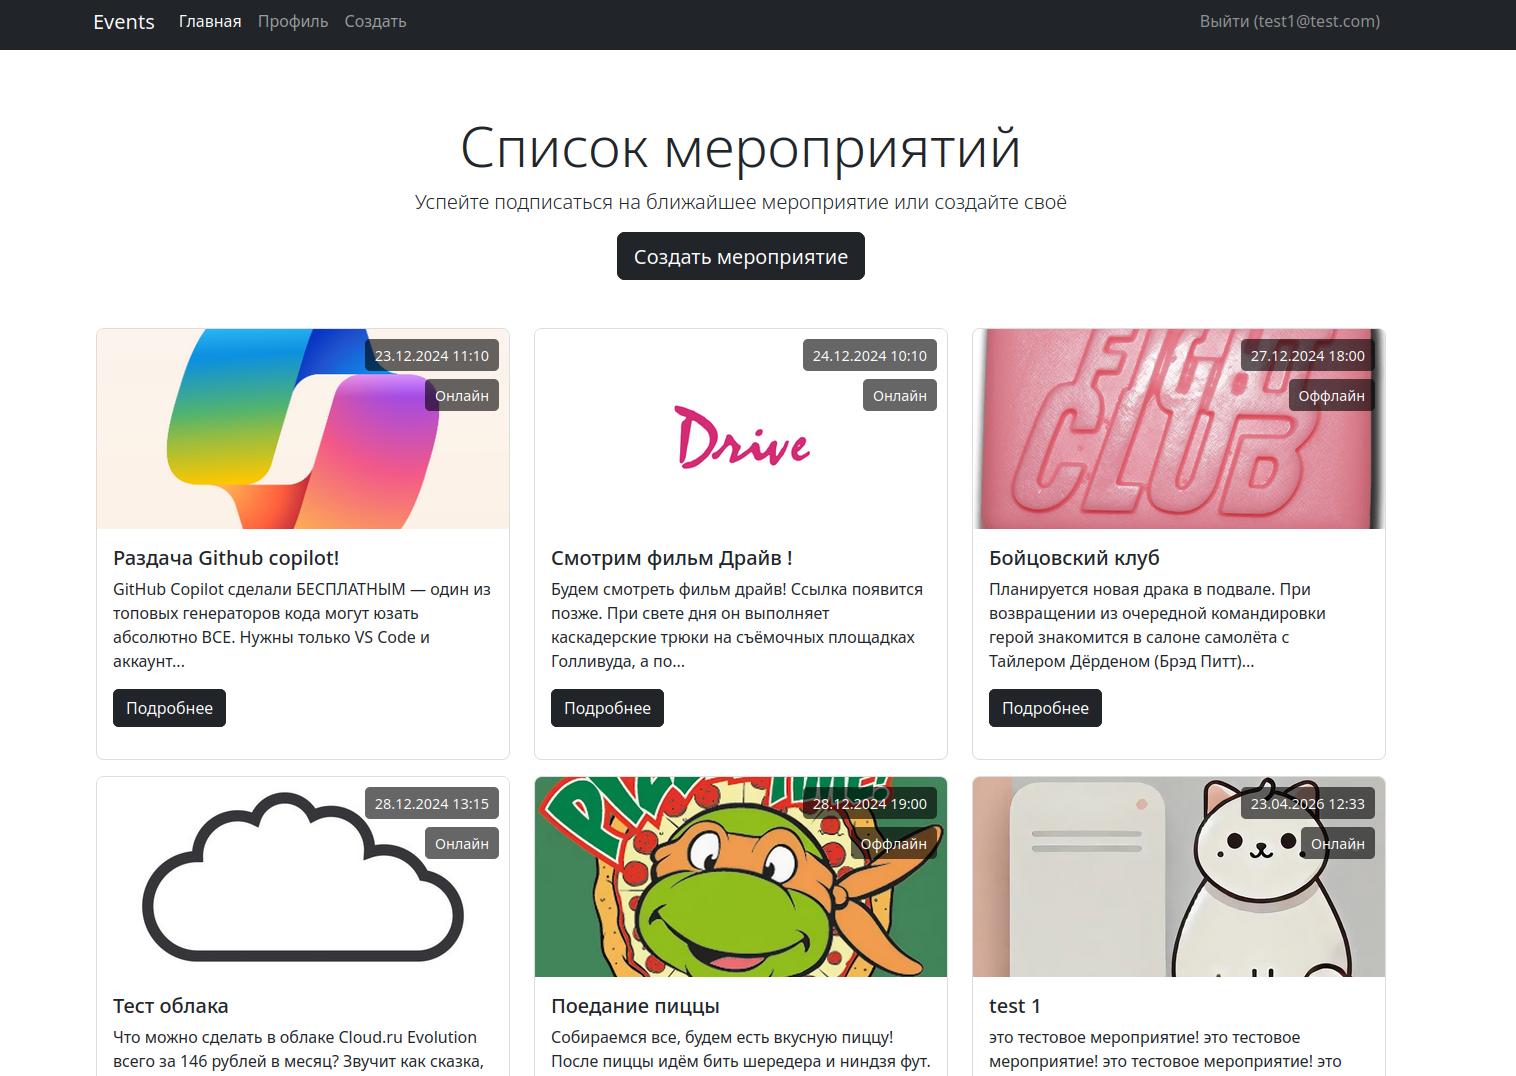 Events Главная Профиль Создать Выйти (test1@test.com)
Список мероприятий
Успейте подписаться на ближайшее мероприятие или создайте своё
Создать мероприятие
23.12.2024 11:10
Онлайн
Раздача Github copilot!
GitHub Copilot сделали БЕСПЛАТНЫМ — один из
топовых генераторов кода могут юзать
абсолютно ВСЕ. Нужны только VS Code и
аккаунт...
Подробнее
24.12.2024 10:10
Онлайн
Drive
Смотрим фильм Драйв !
Будем смотреть фильм драйв! Ссылка появится
позже. При свете дня он выполняет
каскадерские трюки на съёмочных площадках
Голливуда, а по...
Подробнее
27.12.2024 18:00
Оффлайн
CLUB
Бойцовский клуб
Планируется новая драка в подвале. При
возвращении из очередной командировки
герой знакомится в салоне самолёта с
Тайлером Дёрденом (Брэд Питт)...
Подробнее
28.12.2024 13:15
Онлайн
Тест облака
Что можно сделать в облаке Cloud.ru Evolution
всего за 146 рублей в месяц? Звучит как сказка,
28.12.2024 19:00
Оффлайн
Поедание пиццы
Собираемся все, будем есть вкусную пиццу!
После пиццы идём бить шередера и ниндзя фут.
23.04.2026 12:33
Онлайн
test 1
это тестовое мероприятие! это тестовое
мероприятие! это тестовое мероприятие! это